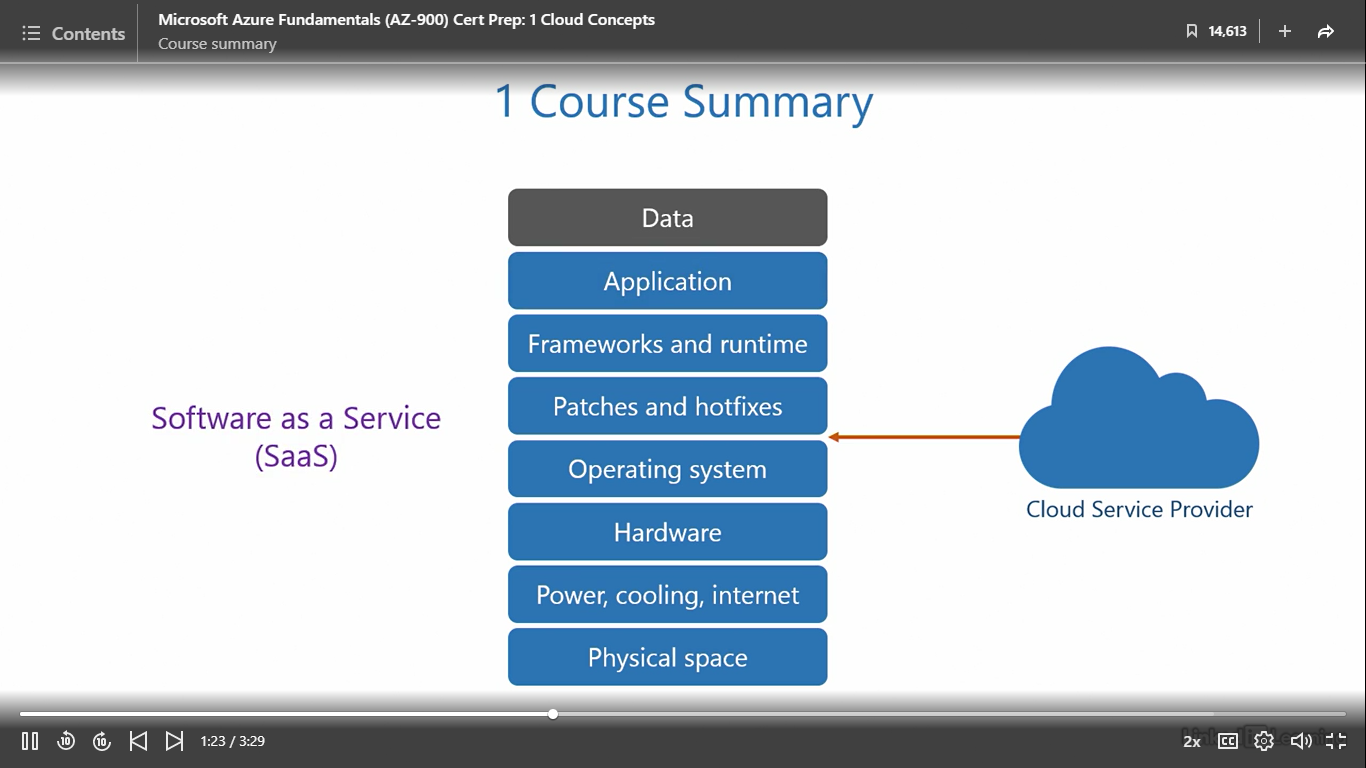 Contents
Microsoft Azure Fundamentals (AZ-900) Cert Prep: 1 Cloud Concepts
Course summary
14,613
1 Course Summary
Data
Application
Frameworks and runtime
Patches and hotfixes
Operating system
Hardware
Power, cooling, internet
Physical space
Software as a Service
(SaaS)
Cloud Service Provider
10
10
1:23 / 3:29
2x
CC